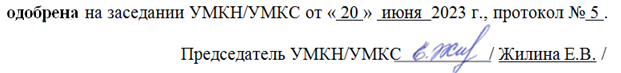 одобрена на заседании УМКН/УМКС от « 20 » июня 2023 г., протокол № 5 .
Председатель УМКН/УМКС / Жилина Е.В. /